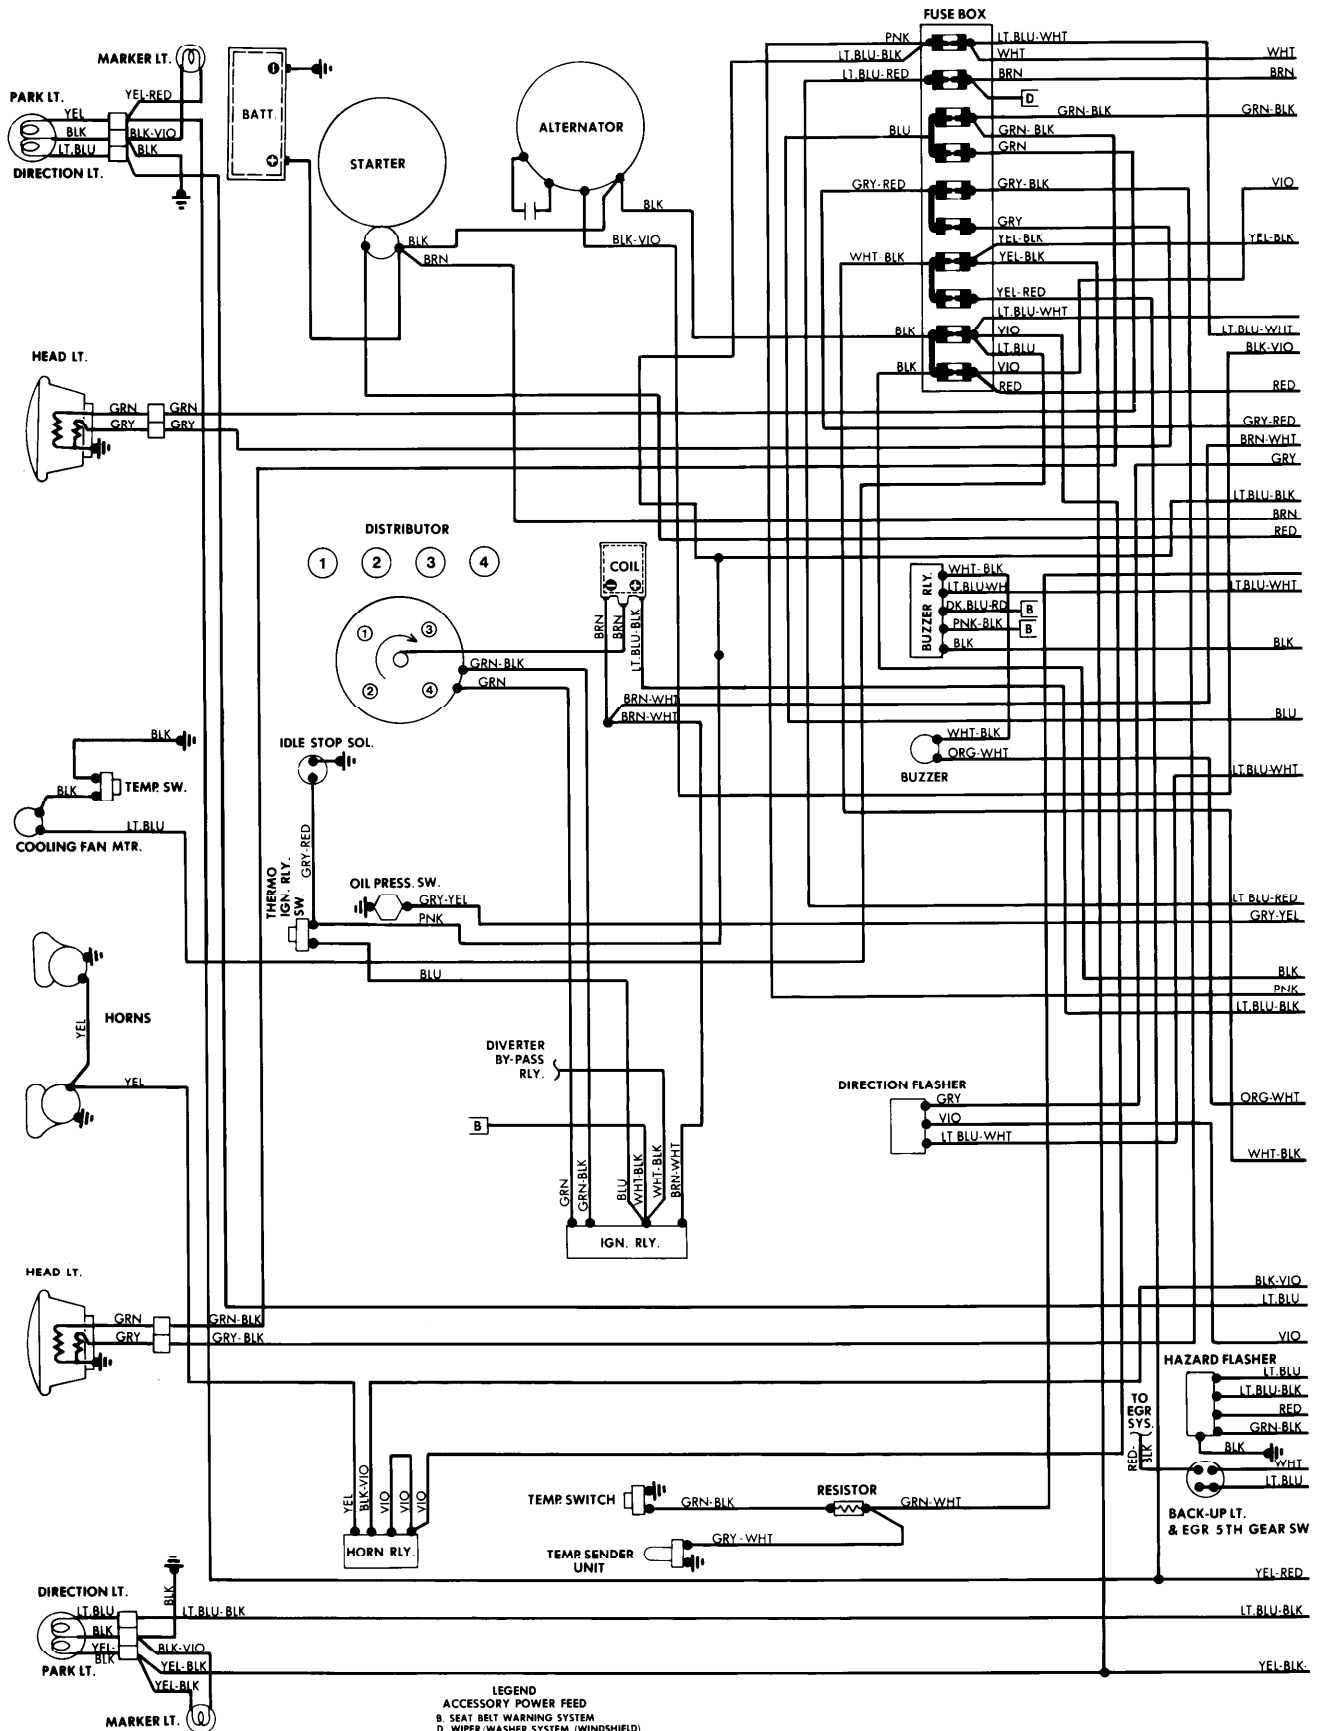 FUSE BOX
PNK
LT.BLU-WHT
MARKER LT.
LT.BLU-BLK
WHT
WHT
LT.BLU-RED
BRN
BRN
PARK LT.
YEL-RED
D
YEL
BATT.
GRN-BLK
GRN-BLK
BLK
BLK-VIO
ALTERNATOR
BLU
GRN-BLK
LT.BLU
BLK
STARTER
GRN
DIRECTION LT.
GRY-RED
GRY-BLK
VIO
BLK
GRY
BLK
BLK-VIO
YEL-BLK
YEL-BLK
BRN
WHT-BLK
YEL-BLK
YEL-RED
LT.BLU-WHT
BLK
VIO
LT.BLU-WHT
HEAD LT.
LT.BLU
BLK-VIO
BLK
VIO
RED
RED
GRN
GRN
GRY
GRY
GRY-RED
BRN-WHT
GRY
LT.BLU-BLK
BRN
DISTRIBUTOR
RED
1
2
3
4
COIL
BUZZER RLY.
WHT-BLK
LT.BLU-WH
LT.BLU-WHT
DK.BLU-RD
B
PNK-BLK
B
BLK
BLK
BRN
BRN
LT.BLU-BLK
1
3
2
4
GRN-BLK
GRN
BRN-WHT
BRN-WHT
BLU
BLK
IDLE STOP SOL.
WHT-BLK
ORG-WHT
BUZZER
LT.BLU-WHT
TEMP. SW.
BLK
LT.BLU
COOLING FAN MTR.
GRY-RED
THERMO
IGN. RLY.
SW
OIL PRESS. SW.
GRY-YEL
PNK
LT BLU-RED
GRY-YEL
BLU
BLK
PNK
LT.BLU-BLK
HORNS
YEL
YEL
DIVERTER
BY-PASS
RLY.
DIRECTION FLASHER
GRY
VIO
LT BLU-WHT
ORG-WHT
B
WHT-BLK
GRN
GRN-BLK
BLU
WHT-BLK
WHT-BLK
BRN-WHT
IGN. RLY.
HEAD LT.
BLK-VIO
LT.BLU
GRN
GRN-BLK
GRY
GRY-BLK
VIO
HAZARD FLASHER
LT.BLU
LT.BLU-BLK
RED
GRN-BLK
TO
EGR
SYS.
RED-
BLK
BLK
WHT
LT.BLU
BACK-UP LT.
& EGR 5TH GEAR SW
YEL
BLK-VIO
VIO
VIO
VIO
HORN RLY.
TEMP. SWITCH
GRN-BLK
RESISTOR
GRN-WHT
GRY-WHT
TEMP. SENDER
UNIT
YEL-RED
BLK
DIRECTION LT.
LT.BLU
LT.BLU-BLK
LT.BLU-BLK
BLK
YEL-
BLK
BLK-VIO
PARK LT.
YEL-BLK
YEL-BLK
YEL-BLK
MARKER LT.
LEGEND
ACCESSORY POWER FEED
B. SEAT BELT WARNING SYSTEM
D. WIPER/WASHER SYSTEM (WINDSHIELD)